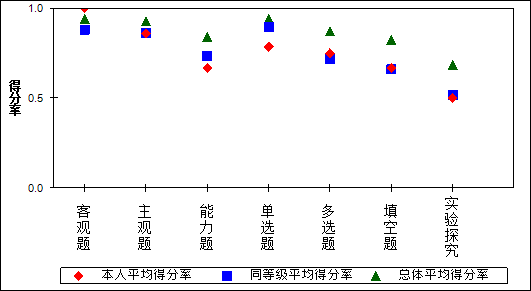 1.0
得分率
0.5
0.0
客观题
主观题
能力题
单选题
多选题
填空题
实验探究
本人平均得分率 同等级平均得分率 总体平均得分率